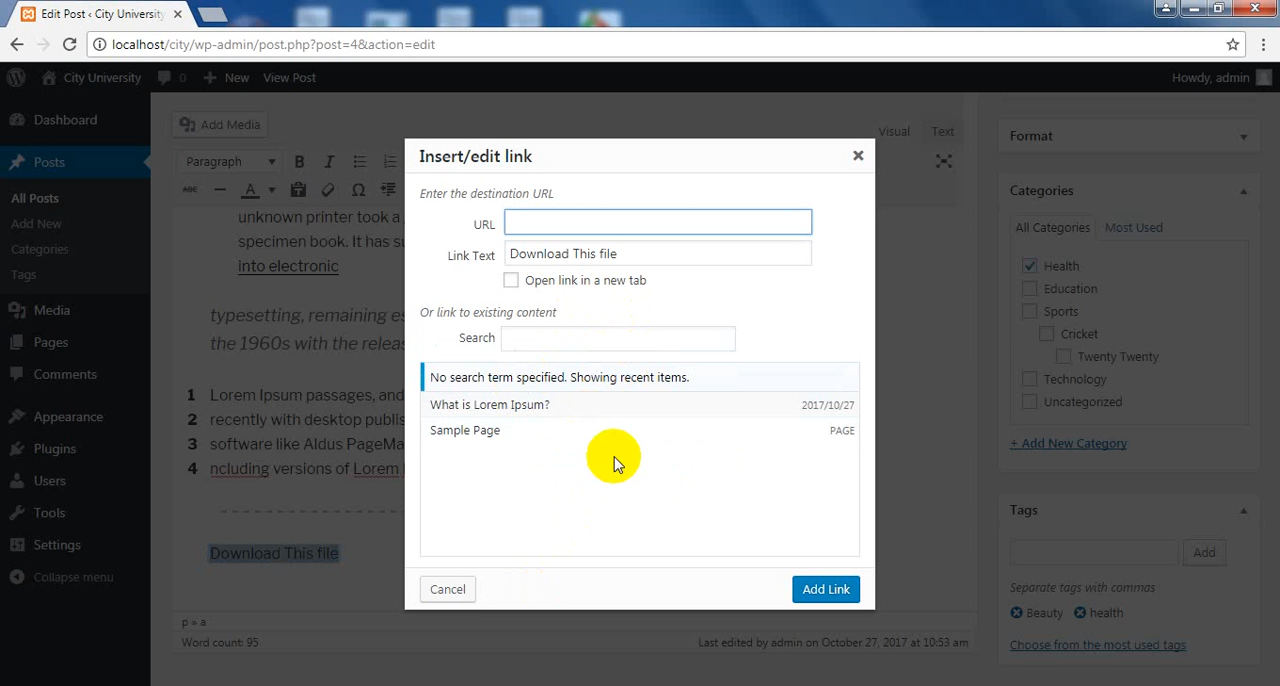 Edit Post ‹ City University
localhost/city/wp-admin/post.php?post=4&action=edit
City University 0 New View Post Howdy, admin
Dashboard
Posts
All Posts
Add New
Categories
Tags
Media
Pages
Comments
Appearance
Plugins
Users
Tools
Settings
Collapse menu
Add Media
Visual Text
Paragraph B I
ABC A Ω
unknown printer took a
specimen book. It has su
into electronic
typesetting, remaining es
the 1960s with the releas
1 Lorem Ipsum passages, and
2 recently with desktop publis
3 software like Aldus PageMa
4 ncluding versions of Lorem
Download This file
p » a
Word count: 95
Last edited by admin on October 27, 2017 at 10:53 am
Insert/edit link
Enter the destination URL
URL
Link Text Download This file
Open link in a new tab
Or link to existing content
Search
No search term specified. Showing recent items.
What is Lorem Ipsum? 2017/10/27
Sample Page PAGE
Cancel Add Link
Format
Categories
All Categories Most Used
Health
Education
Sports
Cricket
Twenty Twenty
Technology
Uncategorized
+ Add New Category
Tags
Add
Separate tags with commas
Beauty health
Choose from the most used tags